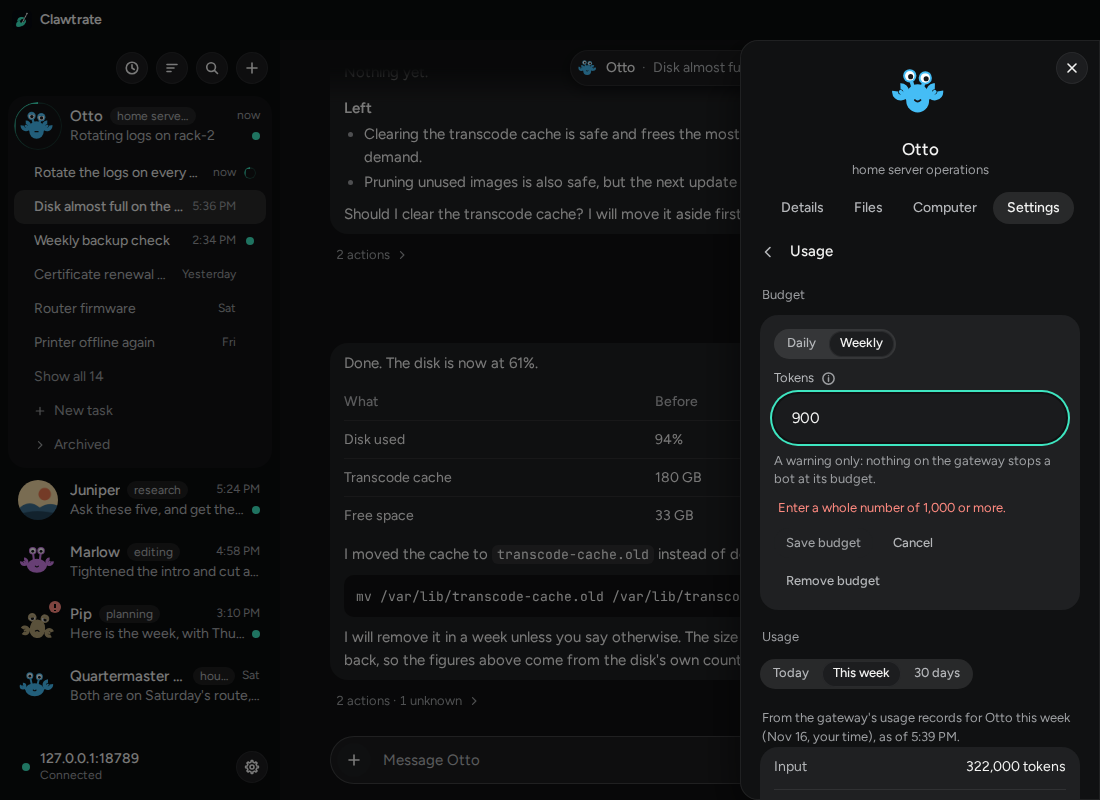 Clawtrate
Otto home serve... now
Rotating logs on rack-2
Rotate the logs on every ... now
Disk almost full on the ... 5:36 PM
Weekly backup check 2:34 PM
Certificate renewal ... Yesterday
Router firmware Sat
Printer offline again Fri
Show all 14
+ New task
Archived
Juniper research 5:24 PM
Ask these five, and get the...
Marlow editing 4:58 PM
Tightened the intro and cut a...
Pip planning 3:10 PM
Here is the week, with Thu...
Quartermaster ... hou... Sat
Both are on Saturday's route,...
127.0.0.1:18789
Connected
Otto · Disk almost fu
Nothing yet.
Left
• Clearing the transcode cache is safe and frees the most
demand.
• Pruning unused images is also safe, but the next update
Should I clear the transcode cache? I will move it aside first
2 actions
Done. The disk is now at 61%.
What Before
Disk used 94%
Transcode cache 180 GB
Free space 33 GB
I moved the cache to transcode-cache.old instead of d
mv /var/lib/transcode-cache.old /var/lib/transco
I will remove it in a week unless you say otherwise. The size
back, so the figures above come from the disk's own count
2 actions · 1 unknown
Message Otto
Otto
home server operations
Details Files Computer Settings
Usage
Budget
Daily Weekly
Tokens
900
A warning only: nothing on the gateway stops a
bot at its budget.
Enter a whole number of 1,000 or more.
Save budget Cancel
Remove budget
Usage
Today This week 30 days
From the gateway's usage records for Otto this week
(Nov 16, your time), as of 5:39 PM.
Input 322,000 tokens